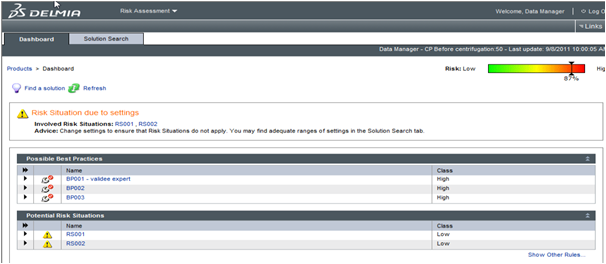 DELMIA Risk Assessment Welcome, Data Manager Log O
Links
Dashboard Solution Search
Data Manager - CP Before centrifugation:50 - Last update: 9/8/2011 10:00:05 A
Products > Dashboard Risk: Low Hig
87%
Find a solution Refresh
Risk Situation due to settings
Involved Risk Situations: RS001 , RS002
Advice: Change settings to ensure that Risk Situations do not apply. You may find adequate ranges of settings in the Solution Search tab.
Possible Best Practices
Name Class
BP001 - validee expert High
BP002 High
BP003 High
Potential Risk Situations
Name Class
RS001 Low
RS002 Low
Show Other Rules...